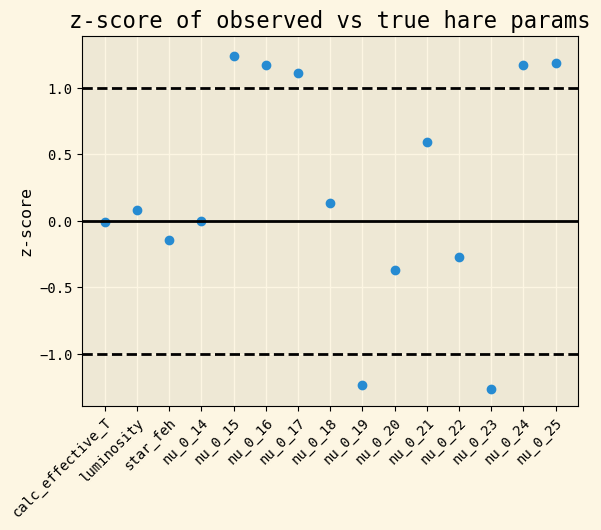 z-score of observed vs true hare params
z-score
1.0
0.5
0.0
−0.5
−1.0
calc_effective_T
luminosity
star_feh
nu_0_14
nu_0_15
nu_0_16
nu_0_17
nu_0_18
nu_0_19
nu_0_20
nu_0_21
nu_0_22
nu_0_23
nu_0_24
nu_0_25